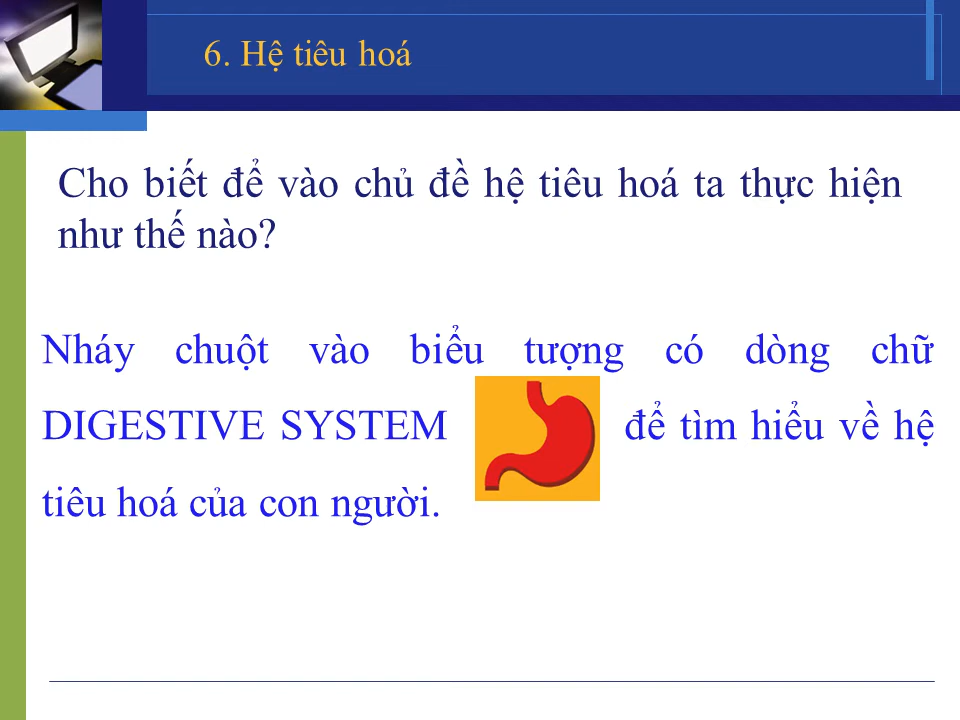 6. Hệ tiêu hoá
Cho biết để vào chủ đề hệ tiêu hoá ta thực hiện
như thế nào?
Nháy chuột vào biểu tượng có dòng chữ
DIGESTIVE SYSTEM để tìm hiểu về hệ
tiêu hoá của con người.